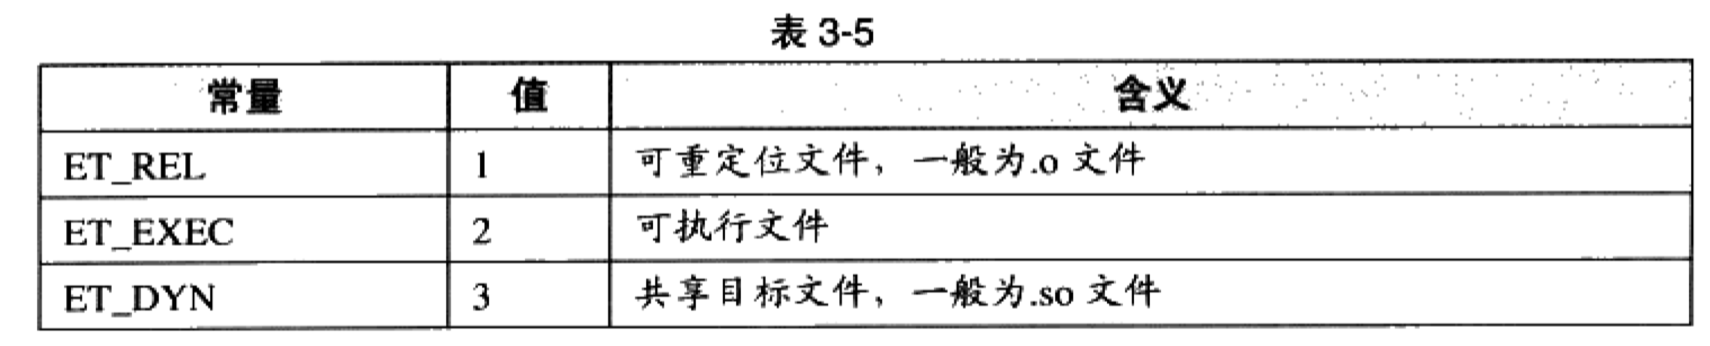 表 3-5
常量 值 含义
ET_REL 1 可重定位文件，一般为.o 文件
ET_EXEC 2 可执行文件
ET_DYN 3 共享目标文件，一般为.so 文件